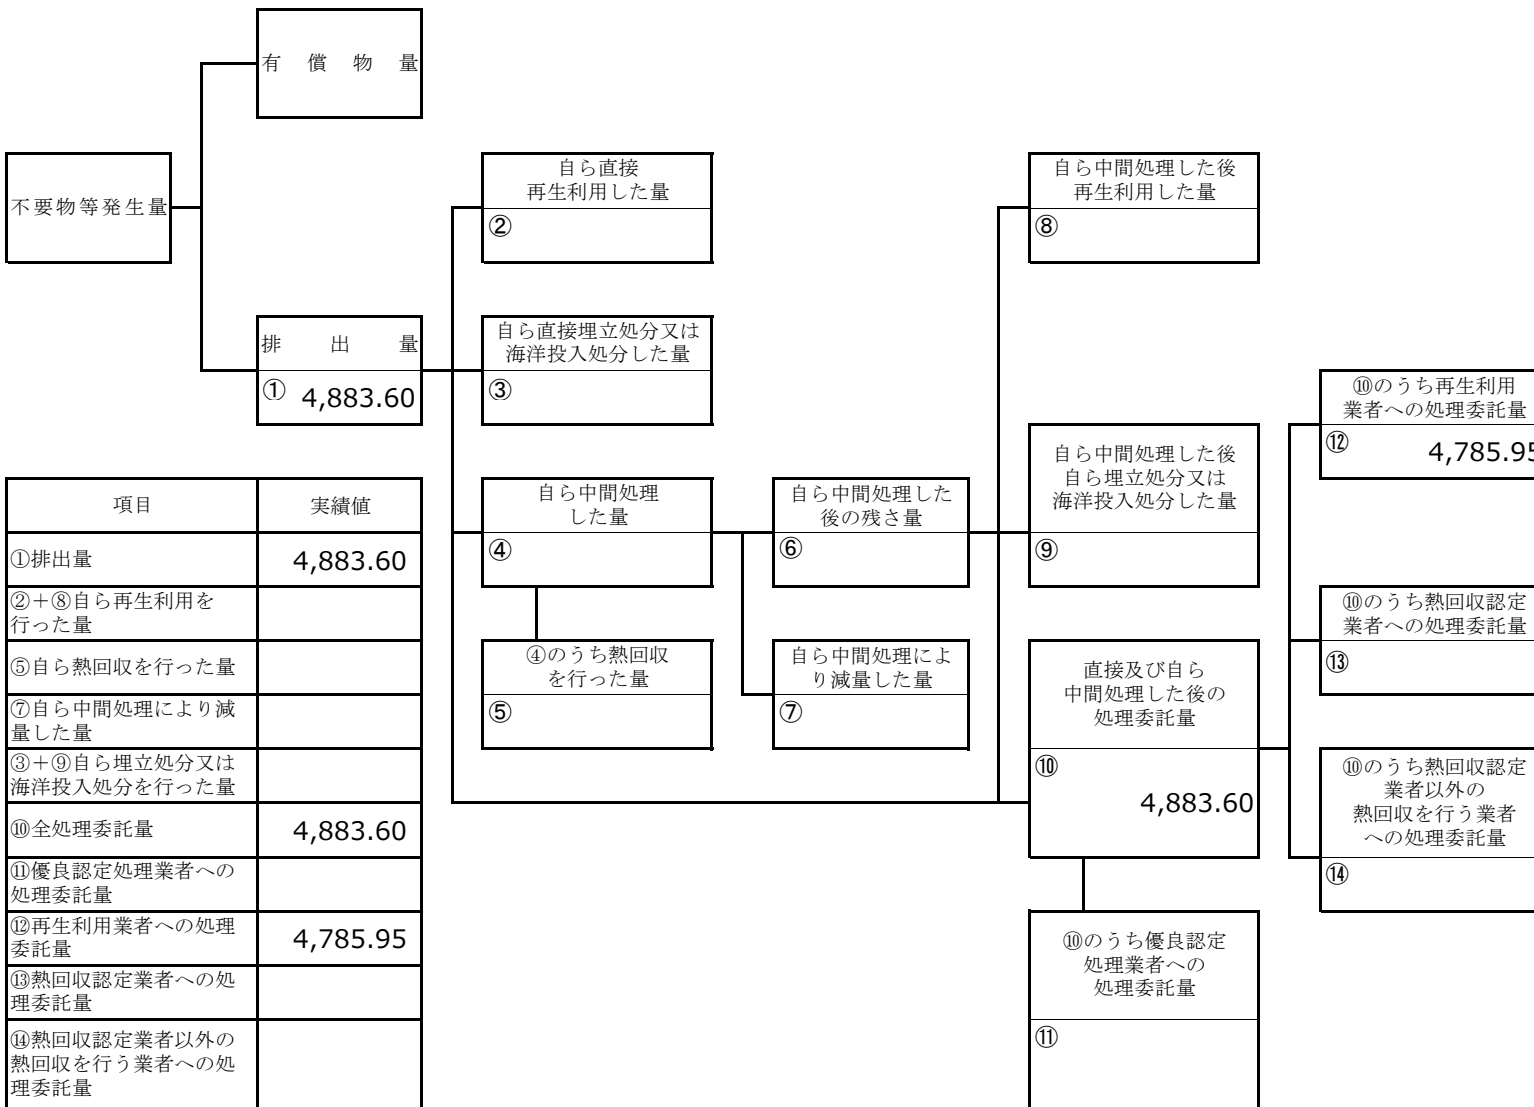 有償物量
不要物等発生量
排出量
① 4,883.60
自ら直接
再生利用した量
②
自ら直接埋立処分又は
海洋投入処分した量
③
自ら中間処理
した量
④
④のうち熱回収
を行った量
⑤
自ら中間処理した
後の残さ量
⑥
自ら中間処理によ
り減量した量
⑦
自ら中間処理した後
再生利用した量
⑧
自ら中間処理した後
自ら埋立処分又は
海洋投入処分した量
⑨
直接及び自ら
中間処理した後の
処理委託量
⑩
4,883.60
⑩のうち優良認定
処理業者への
処理委託量
⑪
⑩のうち再生利用
業者への処理委託量
⑫ 4,785.95
⑩のうち熱回収認定
業者への処理委託量
⑬
⑩のうち熱回収認定
業者以外の
熱回収を行う業者
への処理委託量
⑭
項目 実績値
①排出量 4,883.60
②+⑧自ら再生利用を
行った量
⑤自ら熱回収を行った量
⑦自ら中間処理により減
量した量
③+⑨自ら埋立処分又は
海洋投入処分を行った量
⑩全処理委託量 4,883.60
⑪優良認定処理業者への
処理委託量
⑫再生利用業者への処理
委託量 4,785.95
⑬熱回収認定業者への処
理委託量
⑭熱回収認定業者以外の
熱回収を行う業者への処
理委託量